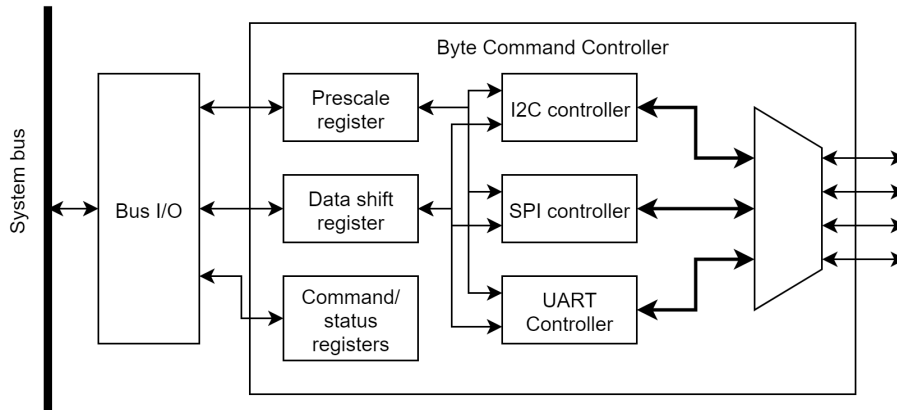 Byte Command Controller
System bus
Bus I/O
Prescale
register
Data shift
register
Command/
status
registers
I2C controller
SPI controller
UART
Controller